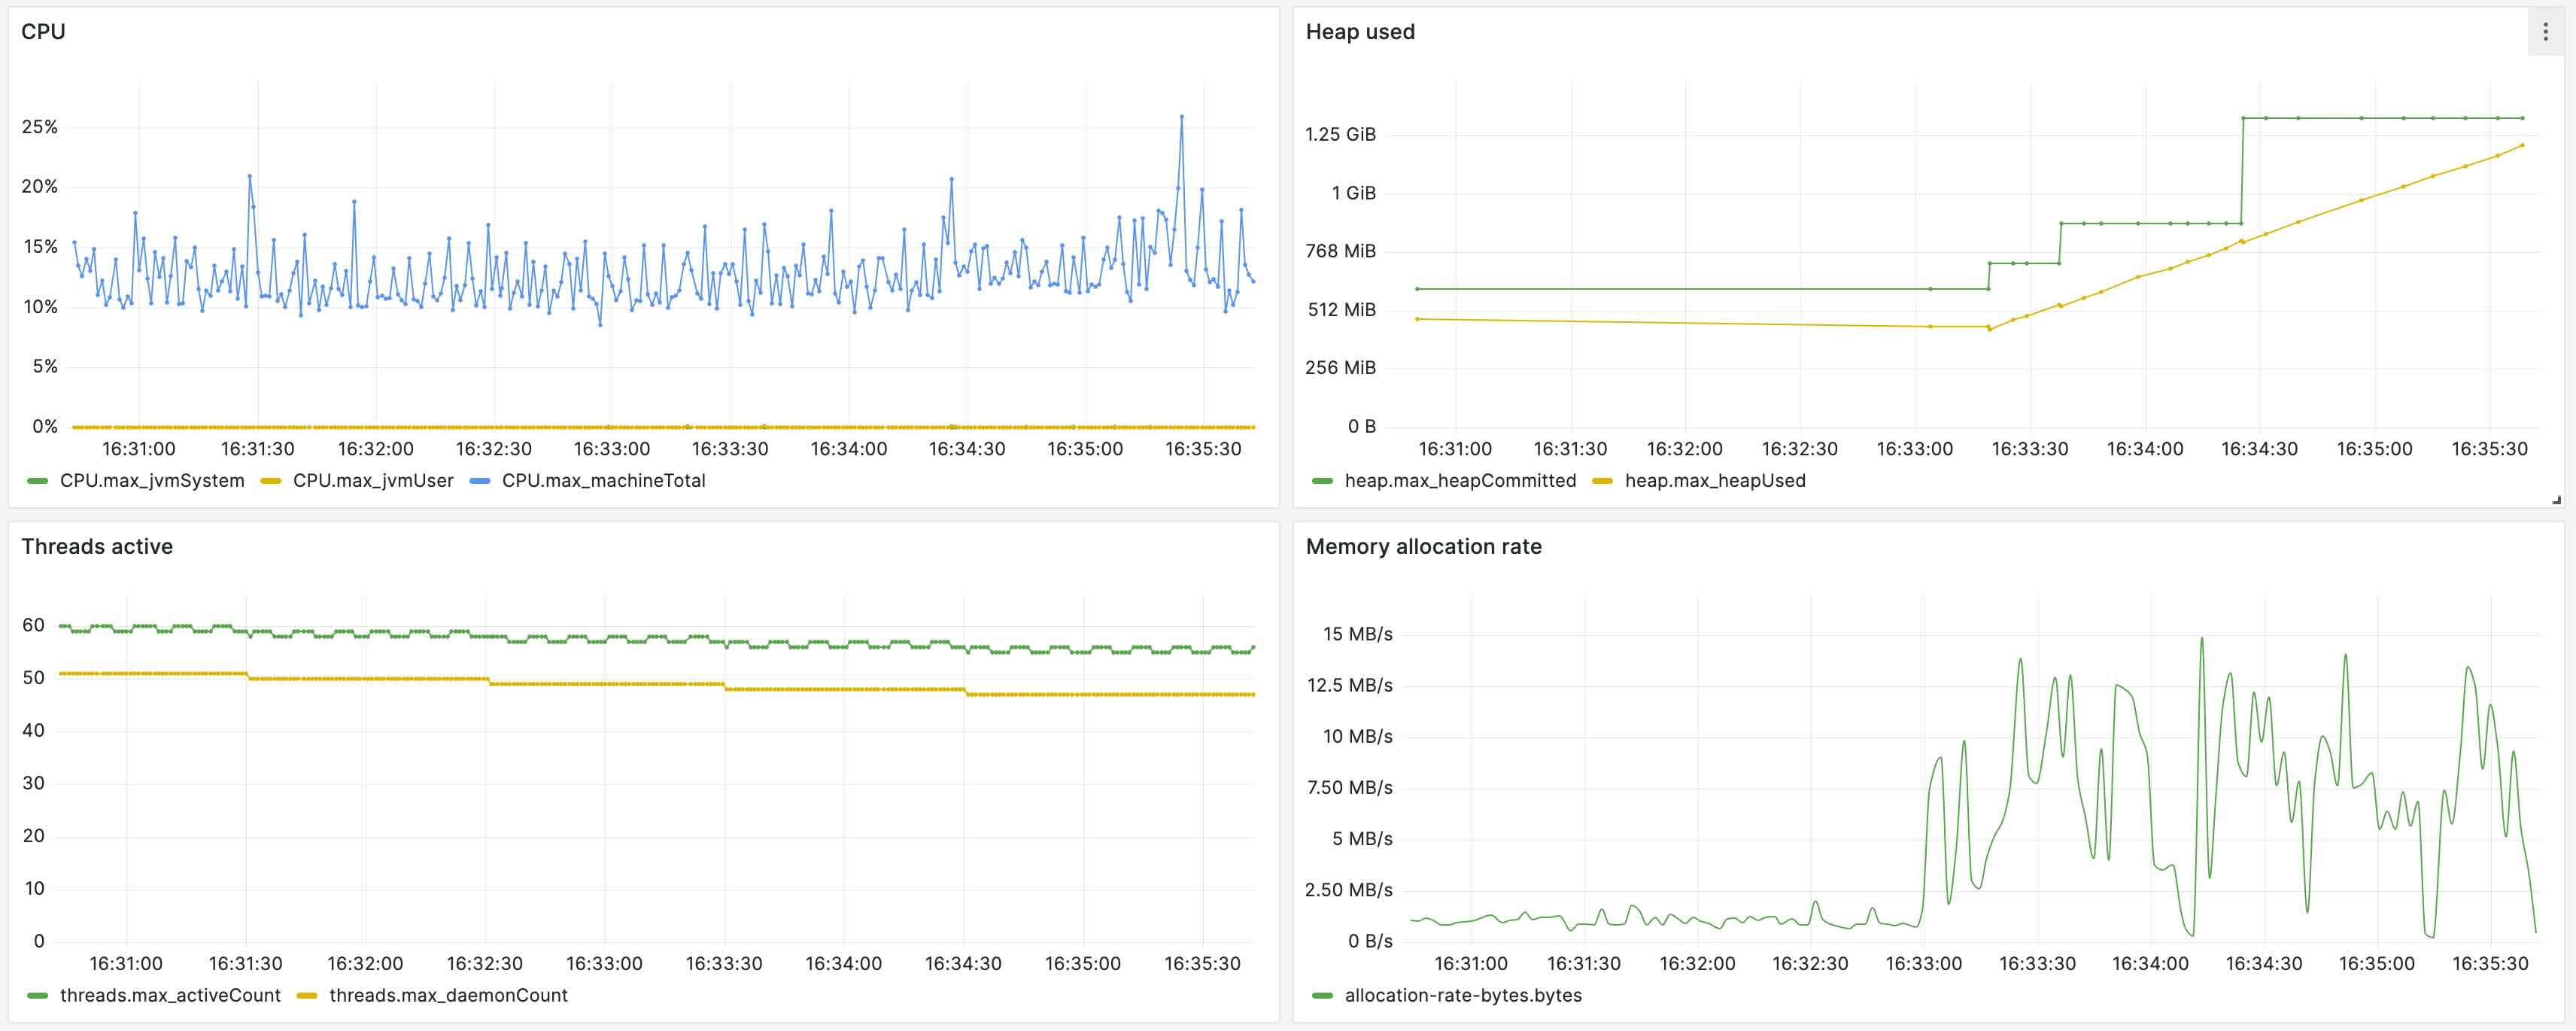 CPU
25%
20%
15%
10%
5%
0%
16:31:00 16:31:30 16:32:00 16:32:30 16:33:00 16:33:30 16:34:00 16:34:30 16:35:00 16:35:30
CPU.max_jvmSystem CPU.max_jvmUser CPU.max_machineTotal
Heap used
1.25 GiB
1 GiB
768 MiB
512 MiB
256 MiB
0 B
16:31:00 16:31:30 16:32:00 16:32:30 16:33:00 16:33:30 16:34:00 16:34:30 16:35:00 16:35:30
heap.max_heapCommitted heap.max_heapUsed
Threads active
60
50
40
30
20
10
0
16:31:00 16:31:30 16:32:00 16:32:30 16:33:00 16:33:30 16:34:00 16:34:30 16:35:00 16:35:30
threads.max_activeCount threads.max_daemonCount
Memory allocation rate
15 MB/s
12.5 MB/s
10 MB/s
7.50 MB/s
5 MB/s
2.50 MB/s
0 B/s
16:31:00 16:31:30 16:32:00 16:32:30 16:33:00 16:33:30 16:34:00 16:34:30 16:35:00 16:35:30
allocation-rate-bytes.bytes